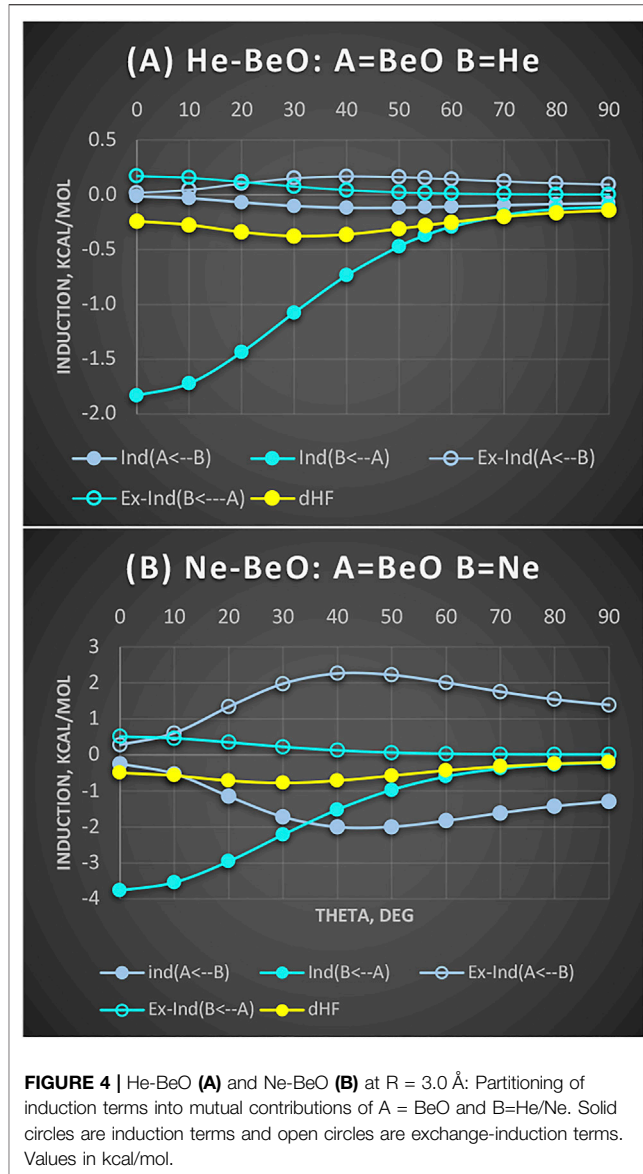 (A) He-BeO: A=BeO B=He
0 10 20 30 40 50 60 70 80 90
0.5
0.0
-0.5
-1.0
-1.5
-2.0
INDUCTION, KCAL/MOL
Ind(A<--B) Ind(B<--A) Ex-Ind(A<--B)
Ex-Ind(B<---A) dHF
(B) Ne-BeO: A=BeO B=Ne
0 10 20 30 40 50 60 70 80 90
3
2
1
0
-1
-2
-3
-4
INDUCTION, KCAL/MOL
THETA, DEG
ind(A<--B) Ind(B<--A) Ex-Ind(A<--B)
Ex-Ind(B<--A) dHF
FIGURE 4 | He-BeO (A) and Ne-BeO (B) at R = 3.0 Å: Partitioning of
induction terms into mutual contributions of A = BeO and B=He/Ne. Solid
circles are induction terms and open circles are exchange-induction terms.
Values in kcal/mol.